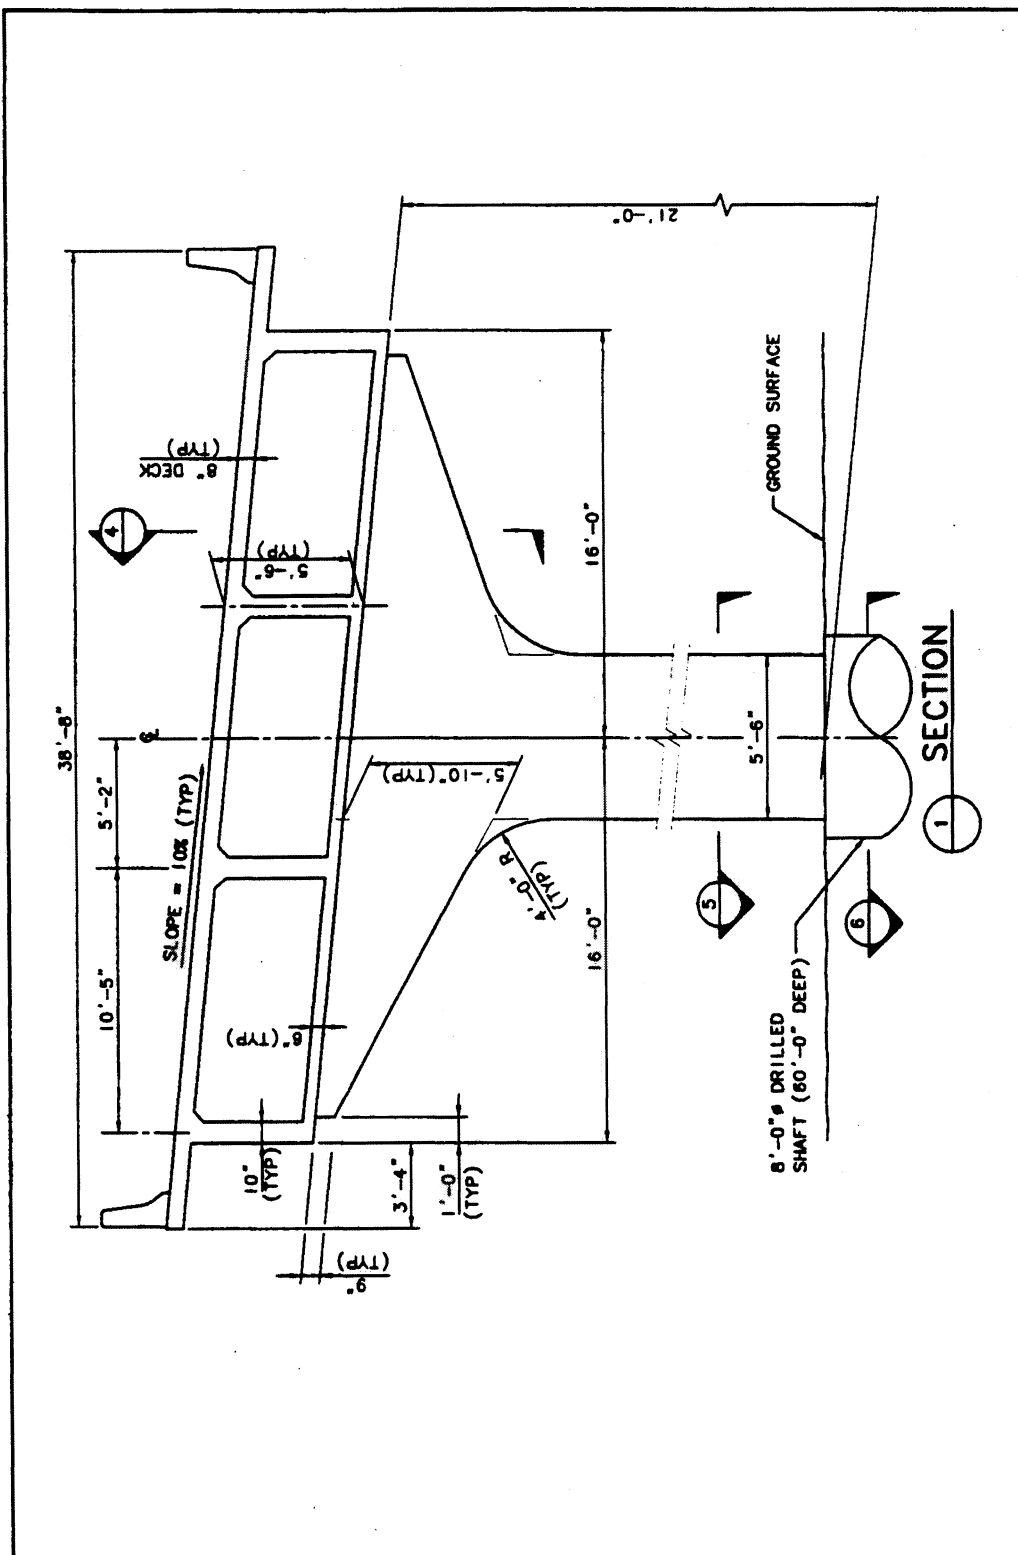 38'-8"
10'-5"
5'-2"
℄
SLOPE = 10% (TYP)
4
8" DECK
(TYP)
5'-6"
(TYP)
21'-0"
6"(TYP)
10"
(TYP)
9"
(TYP)
3'-4"
1'-0"
(TYP)
5'-10"(TYP)
4'-0" R
(TYP)
16'-0"
16'-0"
5'-6"
5
6
GROUND SURFACE
8'-0"ø DRILLED
SHAFT (60'-0" DEEP)
1
SECTION